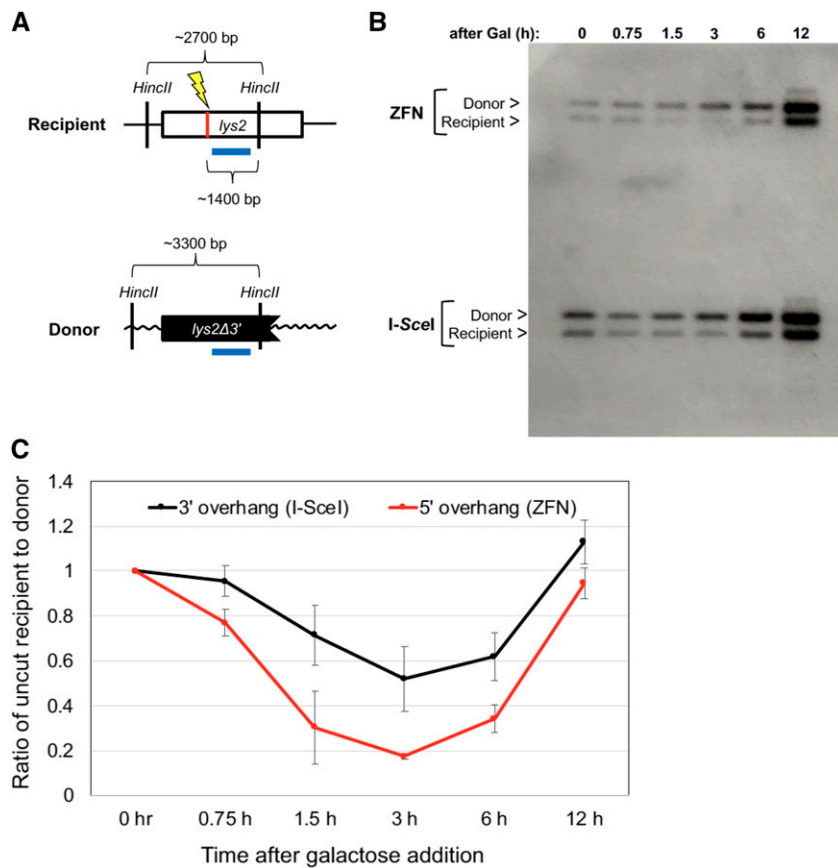 A
~2700 bp
HincII HincII
Recipient
lys2
~1400 bp
~3300 bp
HincII HincII
Donor
lys2Δ3'
B
after Gal (h): 0 0.75 1.5 3 6 12
ZFN
Donor >
Recipient >
I-SceI
Donor >
Recipient >
C
Ratio of uncut recipient to donor
1.4
1.2
1
0.8
0.6
0.4
0.2
0
3' overhang (I-SceI) 5' overhang (ZFN)
0 hr 0.75 h 1.5 h 3 h 6 h 12 h
Time after galactose addition